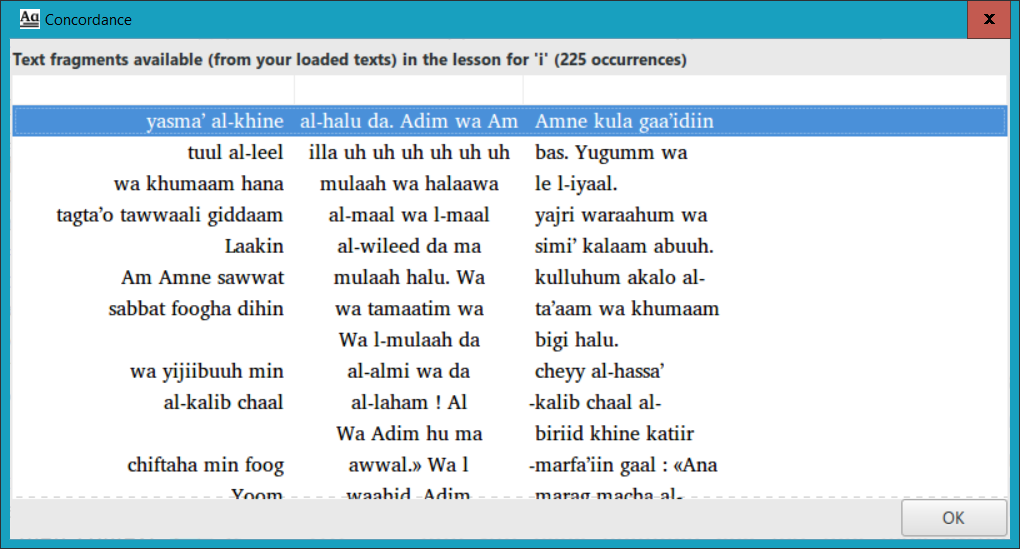 Aa Concordance x
Text fragments available (from your loaded texts) in the lesson for 'i' (225 occurrences)
yasma’ al-khine al-halu da. Adim wa Am Amne kula gaa’idiin
tuul al-leel illa uh uh uh uh uh uh bas. Yugumm wa
wa khumaam hana mulaah wa halaawa le l-iyaal.
tagta’o tawwaali giddaam al-maal wa l-maal yajri waraahum wa
Laakin al-wileed da ma simi’ kalaam abuuh.
Am Amne sawwat mulaah halu. Wa kulluhum akalo al-
sabbat foogha dihin wa tamaatim wa ta’aam wa khumaam
Wa l-mulaah da bigi halu.
wa yijiibuuh min al-almi wa da cheyy al-hassa’
al-kalib chaal al-laham ! Al -kalib chaal al-
Wa Adim hu ma biriid khine katiir
chiftaha min foog awwal.» Wa l -marfa’iin gaal : «Ana
Yoom waahid, Adim -marag macha al-
OK